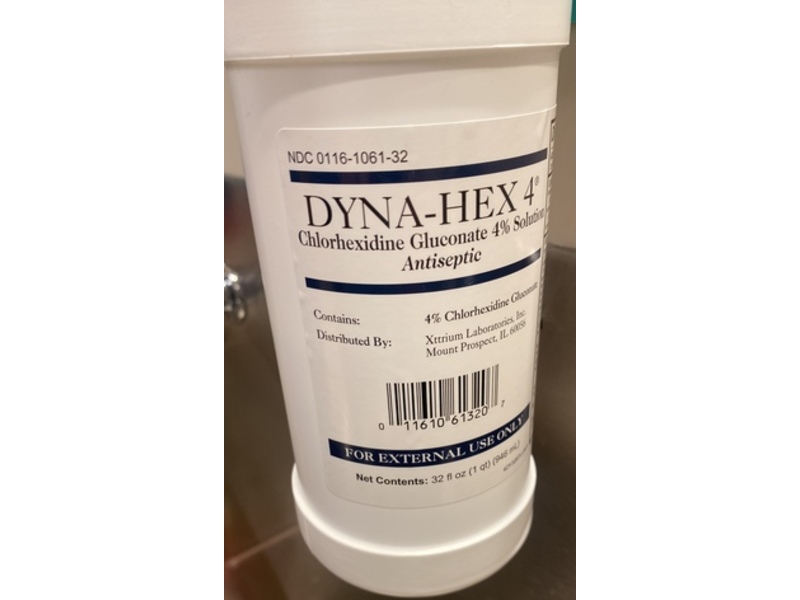 NDC 0116-1061-32
DYNA-HEX 4®
Chlorhexidine Gluconate 4% Solution
Antiseptic
Contains: 4% Chlorhexidine Gluconate
Distributed By: Xttrium Laboratories, Inc.
Mount Prospect, IL 60056
0 11610 61320 7
FOR EXTERNAL USE ONLY
Net Contents: 32 fl oz (1 qt) (946 mL)